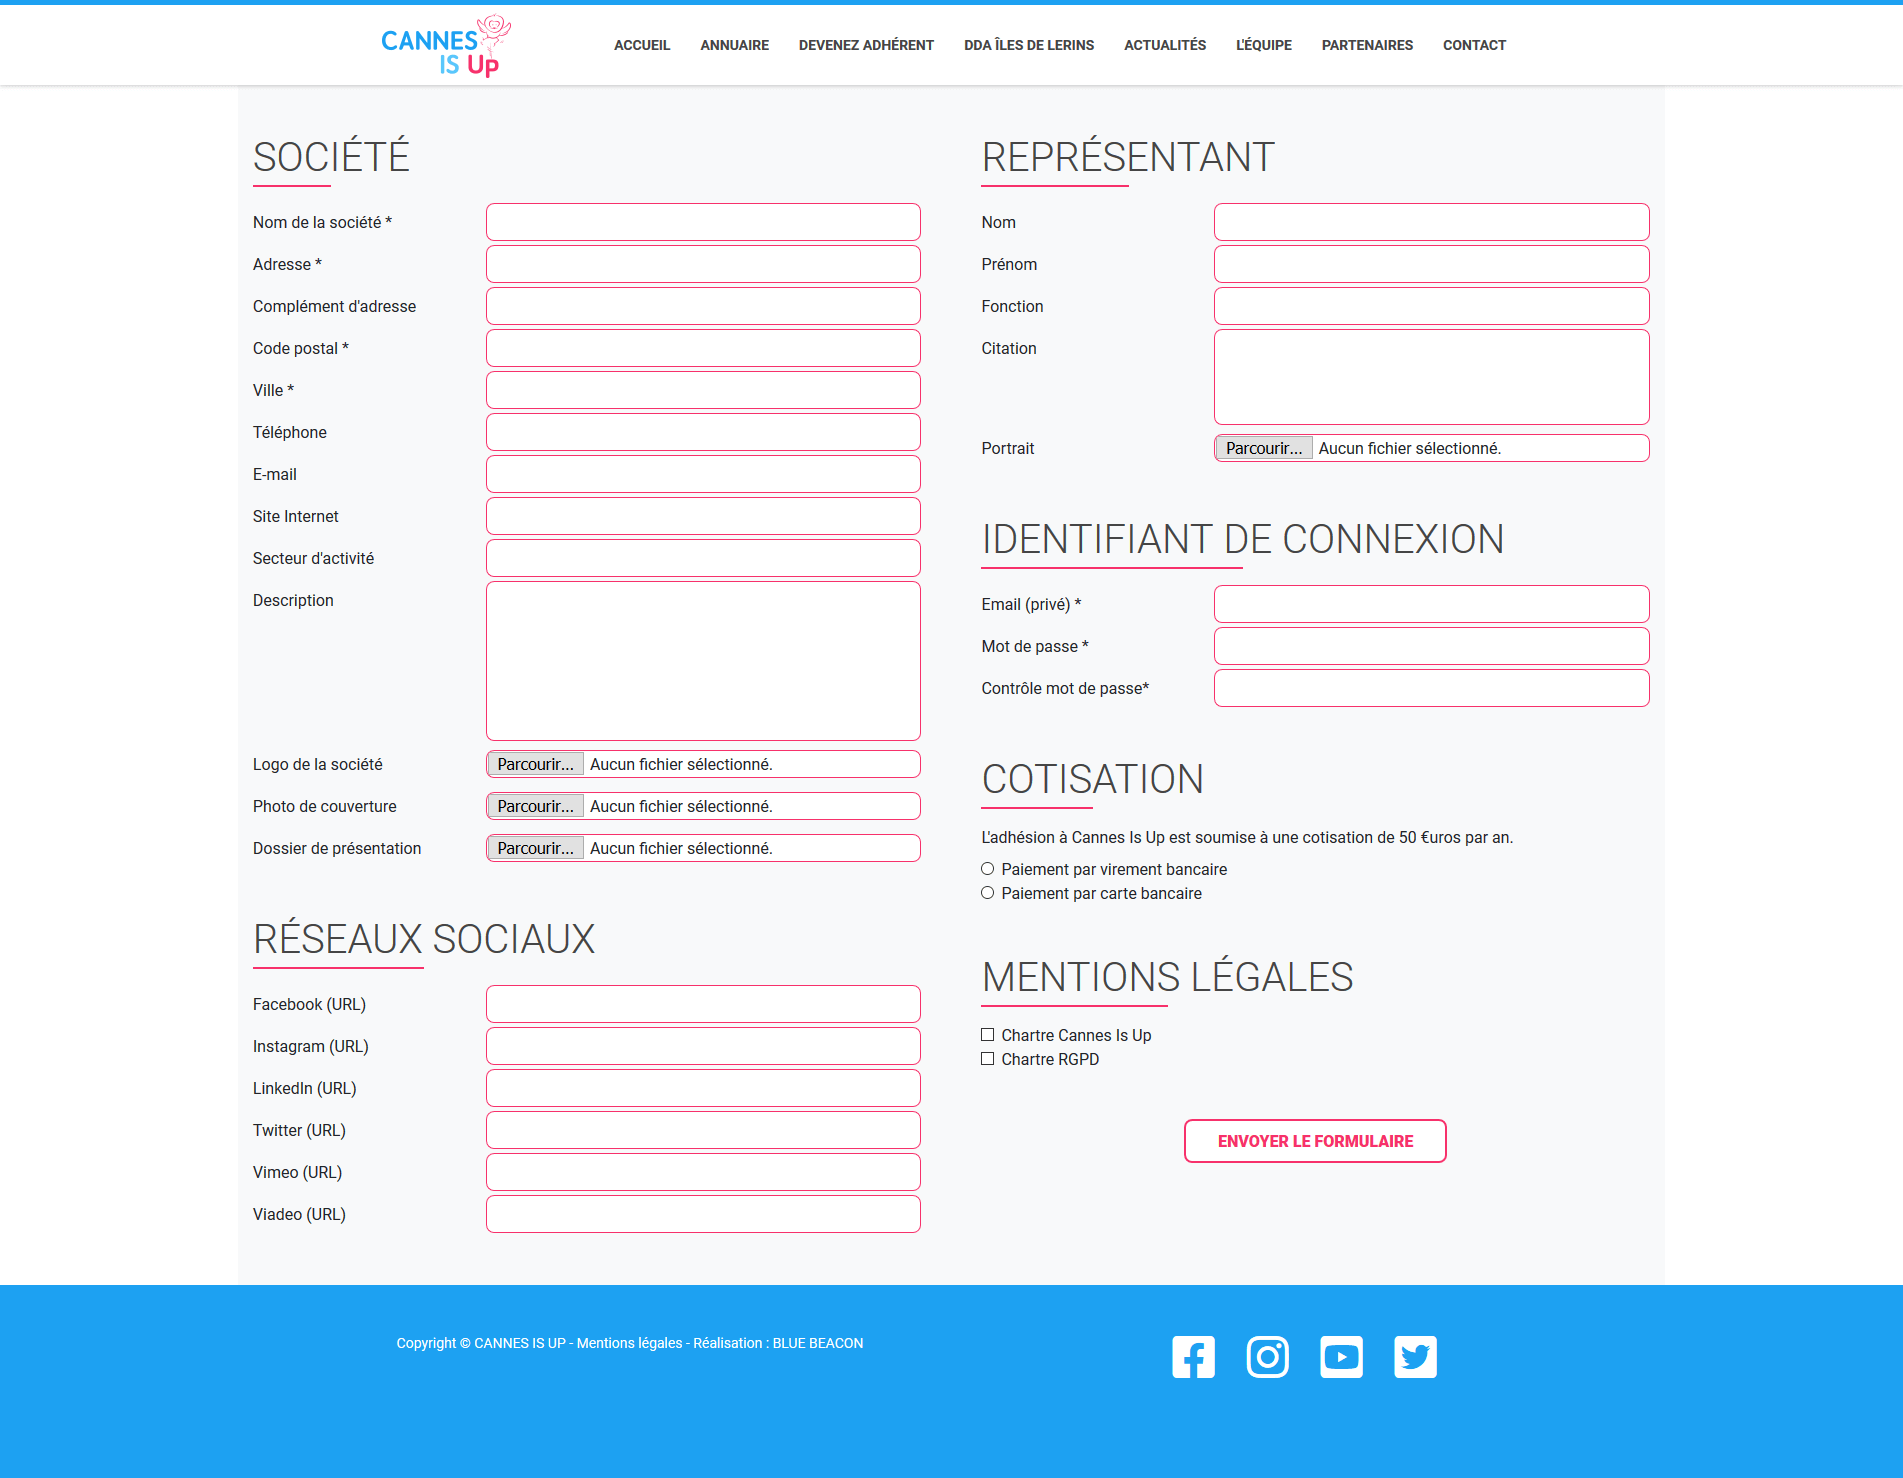 CANNES
IS UP
ACCUEIL
ANNUAIRE
DEVENEZ ADHÉRENT
DDA ÎLES DE LERINS
ACTUALITÉS
L'ÉQUIPE
PARTENAIRES
CONTACT
SOCIÉTÉ
Nom de la société *
Adresse *
Complément d'adresse
Code postal *
Ville *
Téléphone
E-mail
Site Internet
Secteur d'activité
Description
Logo de la société
Parcourir... Aucun fichier sélectionné.
Photo de couverture
Parcourir... Aucun fichier sélectionné.
Dossier de présentation
Parcourir... Aucun fichier sélectionné.
RÉSEAUX SOCIAUX
Facebook (URL)
Instagram (URL)
LinkedIn (URL)
Twitter (URL)
Vimeo (URL)
Viadeo (URL)
REPRÉSENTANT
Nom
Prénom
Fonction
Citation
Portrait
Parcourir... Aucun fichier sélectionné.
IDENTIFIANT DE CONNEXION
Email (privé) *
Mot de passe *
Contrôle mot de passe*
COTISATION
L'adhésion à Cannes Is Up est soumise à une cotisation de 50 €uros par an.
Paiement par virement bancaire
Paiement par carte bancaire
MENTIONS LÉGALES
Chartre Cannes Is Up
Chartre RGPD
ENVOYER LE FORMULAIRE
Copyright © CANNES IS UP - Mentions légales - Réalisation : BLUE BEACON